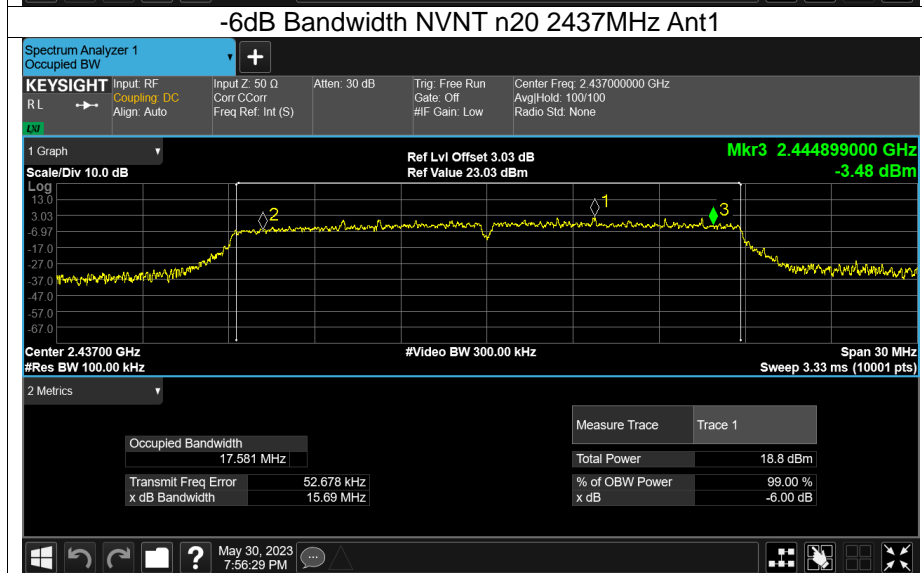 -6dB Bandwidth NVNT n20 2437MHz Ant1
Spectrum Analyzer 1
Occupied BW
+
KEYSIGHT Input: RF Input Z: 50 Ω Atten: 30 dB Trig: Free Run Center Freq: 2.437000000 GHz
RL Coupling: DC Corr CCorr Gate: Off Avg|Hold: 100/100
Align: Auto Freq Ref: Int (S) #IF Gain: Low Radio Std: None
LXI
1 Graph Ref Lvl Offset 3.03 dB Mkr3 2.444899000 GHz
Scale/Div 10.0 dB Ref Value 23.03 dBm -3.48 dBm
Log
13.0
3.03
-6.97
-17.0
-27.0
-37.0
-47.0
-57.0
-67.0
2
1
3
Center 2.43700 GHz #Video BW 300.00 kHz Span 30 MHz
#Res BW 100.00 kHz Sweep 3.33 ms (10001 pts)
2 Metrics
Measure Trace Trace 1
Occupied Bandwidth
17.581 MHz Total Power 18.8 dBm
Transmit Freq Error 52.678 kHz % of OBW Power 99.00 %
x dB Bandwidth 15.69 MHz x dB -6.00 dB
? May 30, 2023
7:56:29 PM